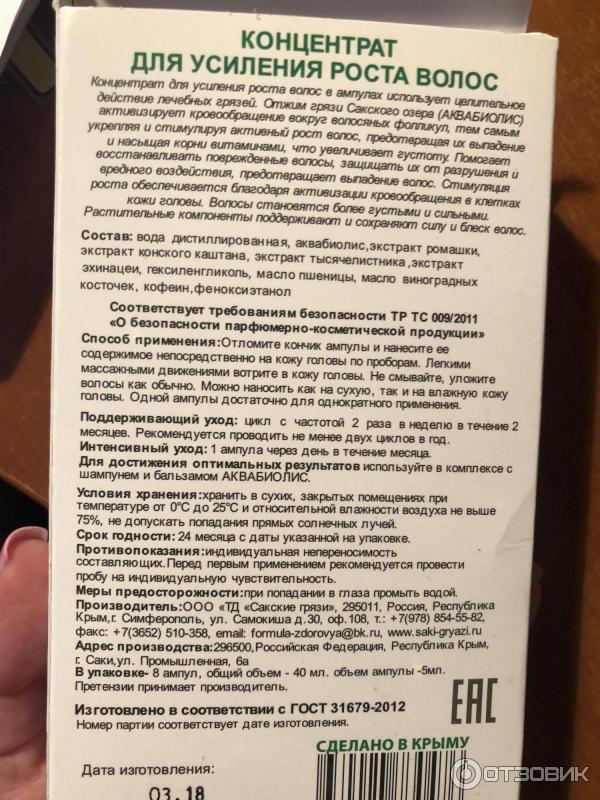 КОНЦЕНТРАТ
ДЛЯ УСИЛЕНИЯ РОСТА ВОЛОС
Концентрат для усиления роста волос в ампулах использует целительное
действие лечебных грязей. Отжим грязи Сакского озера (АКВАБИОЛИС)
активизирует кровообращение вокруг волосяных фолликул, тем самым
укрепляя и стимулируя активный рост волос, предотвращая их выпадение
и насыщая корни витаминами, что увеличивает густоту. Помогает
восстанавливать поврежденные волосы, защищать их от разрушения и
вредного воздействия, предотвращает выпадение волос. Стимуляция
роста обеспечивается благодаря активизации кровообращения в клетках
кожи головы. Волосы становятся более густыми и сильными.
Растительные компоненты поддерживают и сохраняют силу и блеск волос.
Состав: вода дистиллированная, аквабиолис,экстракт ромашки,
экстракт конского каштана, экстракт тысячелистника ,экстракт
эхинацеи, гексиленгликоль, масло пшеницы, масло виноградных
косточек, кофеин,феноксиэтанол
Соответствует требованиям безопасности ТР ТС 009/2011
«О безопасности парфюмерно-косметической продукции»
Способ применения:Отломите кончик ампулы и нанесите ее
содержимое непосредственно на кожу головы по проборам. Легкими
массажными движениями вотрите в кожу головы. Не смывайте, уложите
волосы как обычно. Можно наносить как на сухую, так и на влажную кожу
головы. Одной ампулы достаточно для однократного применения.
Поддерживающий уход: цикл с частотой 2 раза в неделю в течение 2
месяцев. Рекомендуется проводить не менее двух циклов в год.
Интенсивный уход: 1 ампула через день в течение месяца.
Для достижения оптимальных результатов используйте в комплексе с
шампунем и бальзамом АКВАБИОЛИС.
Условия хранения:хранить в сухих, закрытых помещениях при
температуре от 0°С до 25°С и относительной влажности воздуха не выше
75%, не допускать попадания прямых солнечных лучей.
Срок годности: 24 месяца с даты указанной на упаковке.
Противопоказания:индивидуальная непереносимость
составляющих.Перед первым применением рекомендуется провести
пробу на индивидуальную чувствительность.
Меры предосторожности:при попадании в глаза промыть водой.
Производитель:ООО «ТД «Сакские грязи», 295011, Россия, Республика
Крым,г. Симферополь, ул. Самокиша д.30, оф.108, т.: +7(978) 854-55-82,
факс: +7(3652) 510-358, email: formula-zdorovya@bk.ru, www.saki-gryazi.ru
Адрес производства:296500,Российская Федерация, Республика Крым,
г. Саки,ул. Промышленная, 6а
В упаковке- 8 ампул, общий объем - 40 мл. объем ампулы -5мл.
Претензии принимает производитель.
Изготовлено в соответствии с ГОСТ 31679-2012
Номер партии соответствует дате изготовления.
ЕАС
СДЕЛАНО В КРЫМУ
Дата изготовления:
03.18
ОТЗОВИК